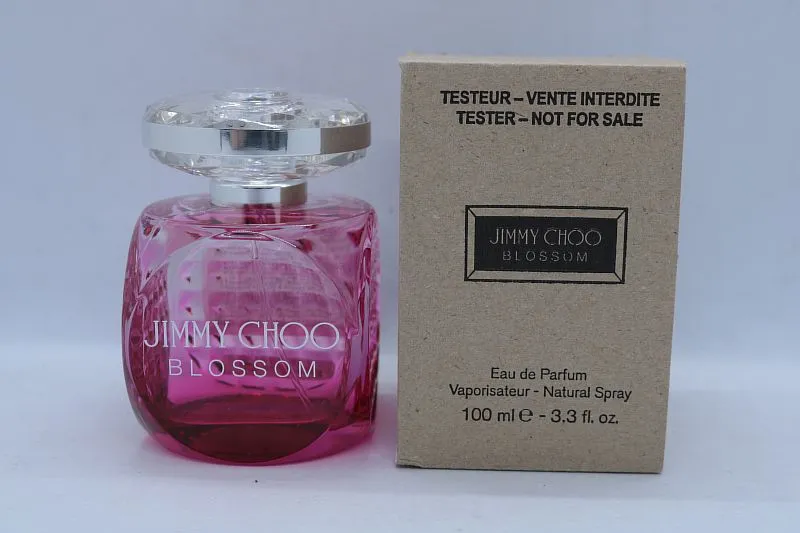 JIMMY CHOO
BLOSSOM
TESTEUR – VENTE INTERDITE
TESTER – NOT FOR SALE
JIMMY CHOO
BLOSSOM
Eau de Parfum
Vaporisateur - Natural Spray
100 ml ℮ - 3.3 fl. oz.